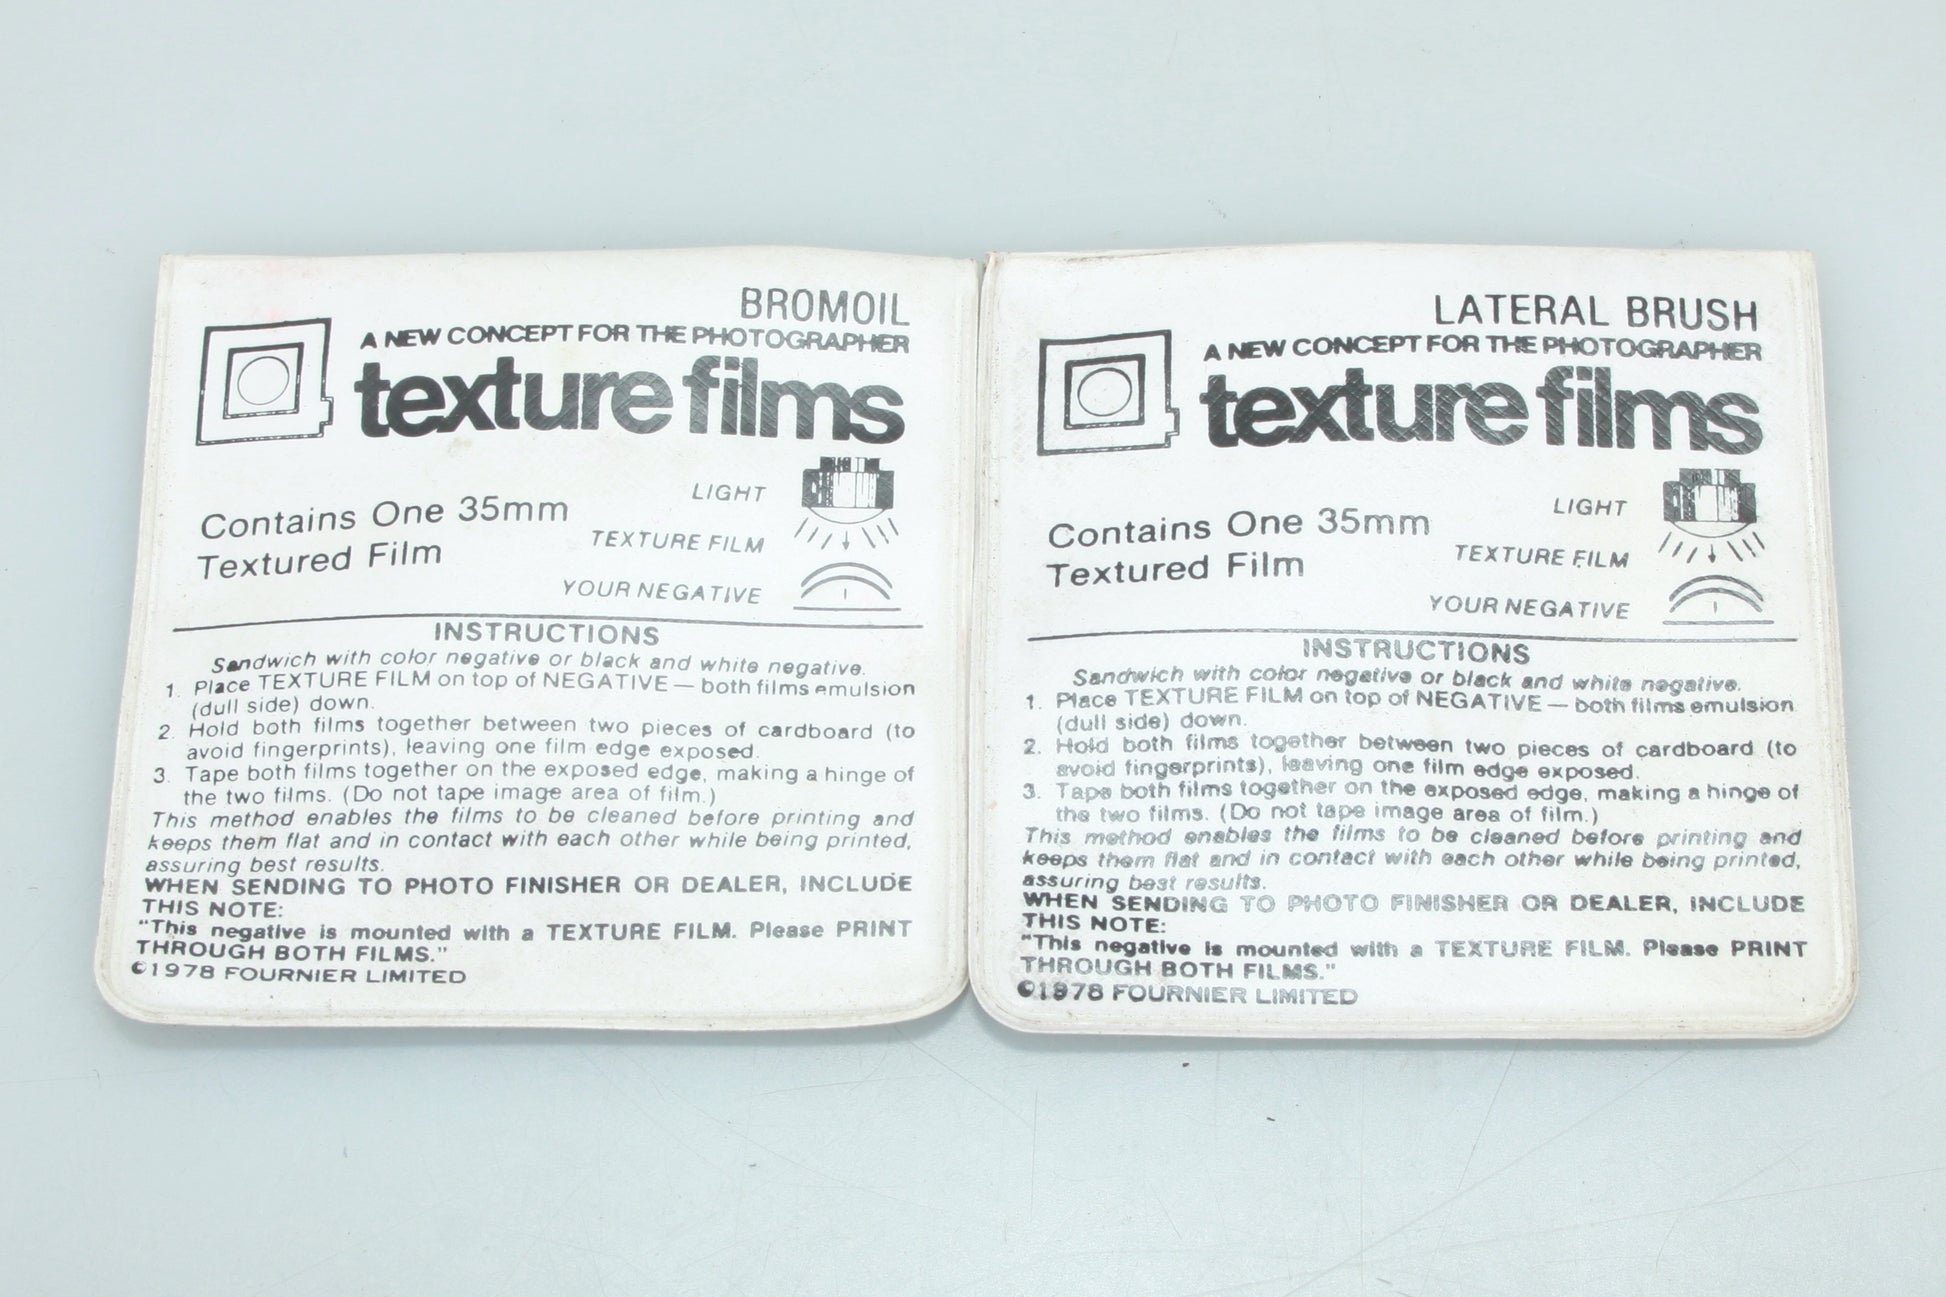 BROMOIL
A NEW CONCEPT FOR THE PHOTOGRAPHER
texture films
LIGHT
Contains One 35mm
Textured Film
TEXTURE FILM
YOUR NEGATIVE
INSTRUCTIONS
Sandwich with color negative or black and white negative.
1. Place TEXTURE FILM on top of NEGATIVE — both films emulsion
(dull side) down.
2. Hold both films together between two pieces of cardboard (to
avoid fingerprints), leaving one film edge exposed.
3. Tape both films together on the exposed edge, making a hinge of
the two films. (Do not tape image area of film.)
This method enables the films to be cleaned before printing and
keeps them flat and in contact with each other while being printed,
assuring best results.
WHEN SENDING TO PHOTO FINISHER OR DEALER, INCLUDE
THIS NOTE:
"This negative is mounted with a TEXTURE FILM. Please PRINT
THROUGH BOTH FILMS."
©1978 FOURNIER LIMITED
LATERAL BRUSH
A NEW CONCEPT FOR THE PHOTOGRAPHER
texture films
LIGHT
Contains One 35mm
Textured Film
TEXTURE FILM
YOUR NEGATIVE
INSTRUCTIONS
Sandwich with color negative or black and white negative.
1. Place TEXTURE FILM on top of NEGATIVE — both films emulsion
(dull side) down.
2. Hold both films together between two pieces of cardboard (to
avoid fingerprints), leaving one film edge exposed.
3. Tape both films together on the exposed edge, making a hinge of
the two films. (Do not tape image area of film.)
This method enables the films to be cleaned before printing and
keeps them flat and in contact with each other while being printed,
assuring best results.
WHEN SENDING TO PHOTO FINISHER OR DEALER, INCLUDE
THIS NOTE:
"This negative is mounted with a TEXTURE FILM. Please PRINT
THROUGH BOTH FILMS."
©1978 FOURNIER LIMITED